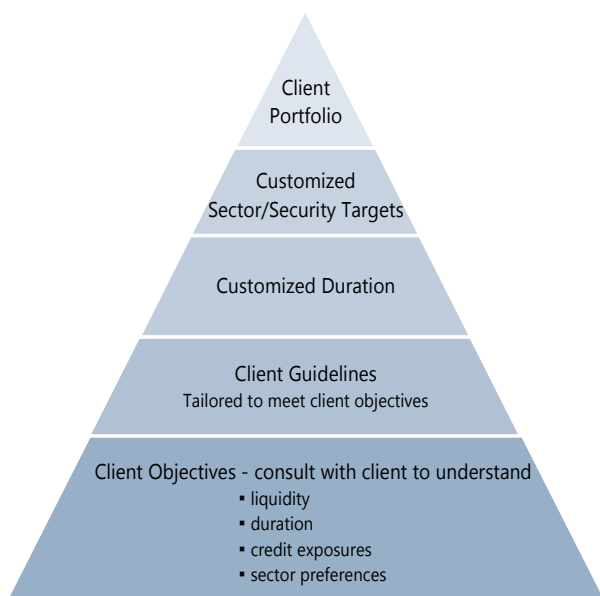 Client
Portfolio
Customized
Sector/Security Targets
Customized Duration
Client Guidelines
Tailored to meet client objectives
Client Objectives - consult with client to understand
▪ liquidity
▪ duration
▪ credit exposures
▪ sector preferences